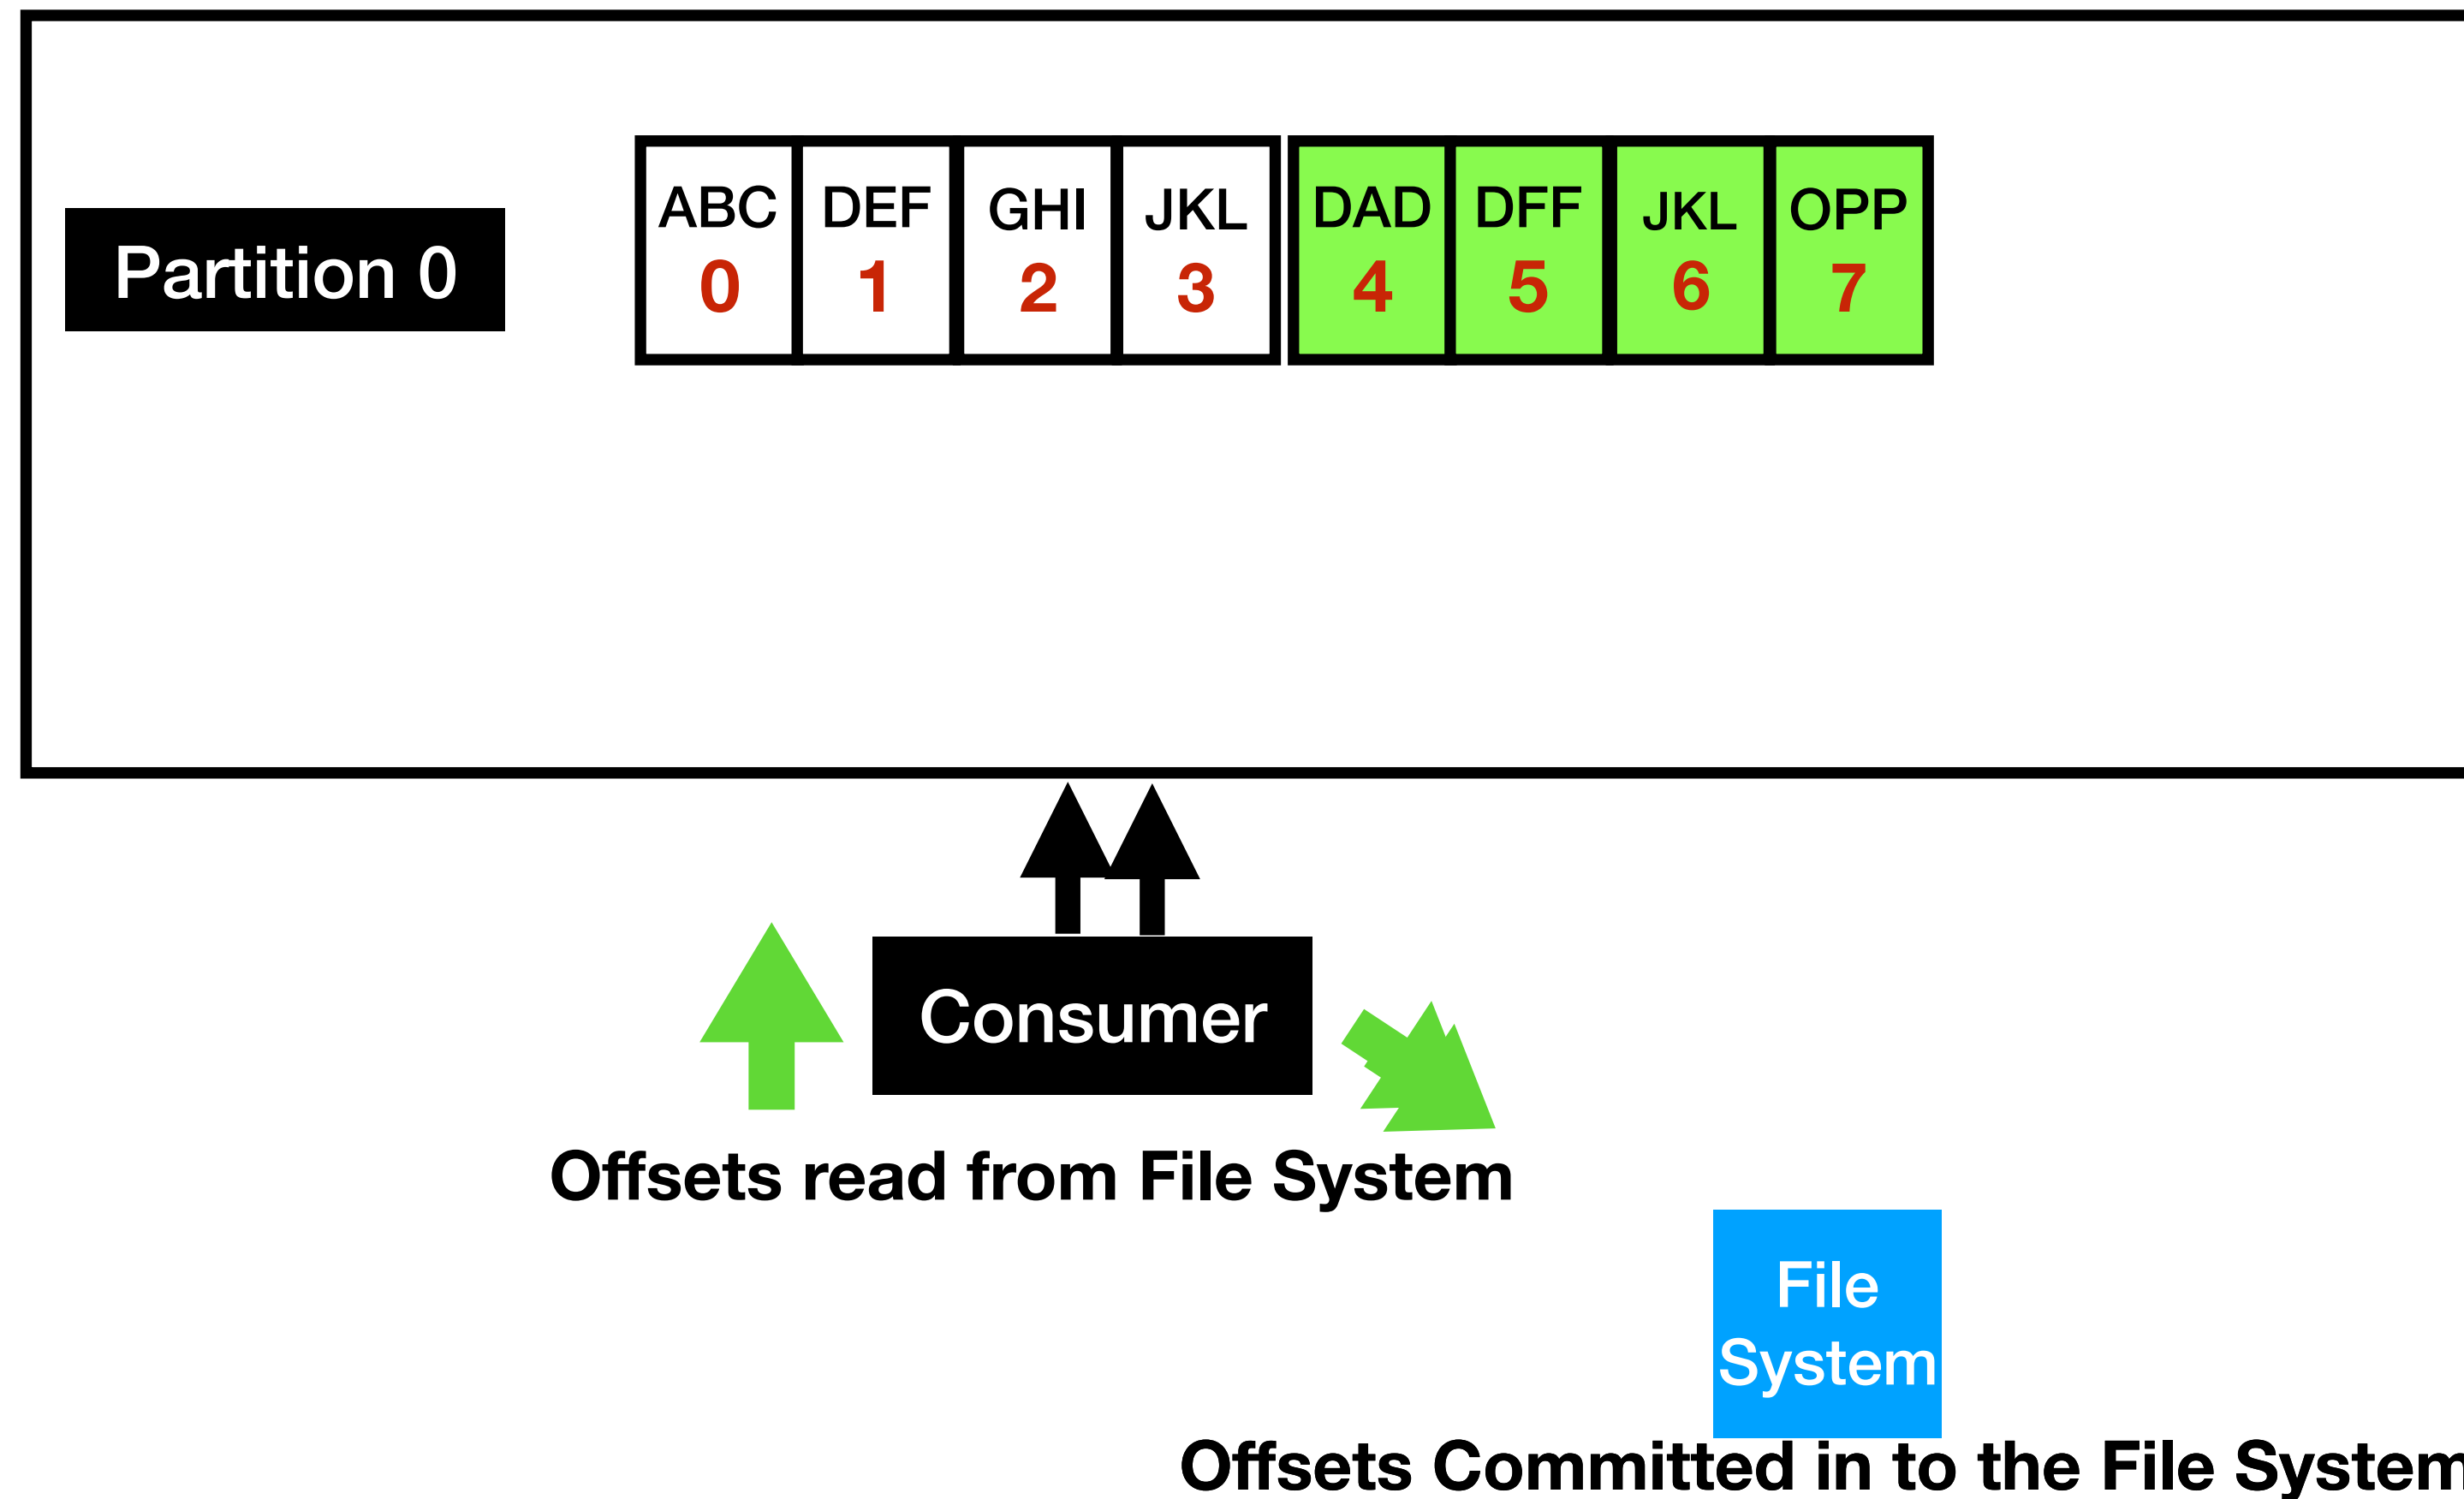 ABC DEF GHI JKL DAD DFF JKL OPP
Partition 0
0 1 2 3 4 5 6 7
Consumer
Offsets read from File System
File
System
Offsets Committed in to the File System